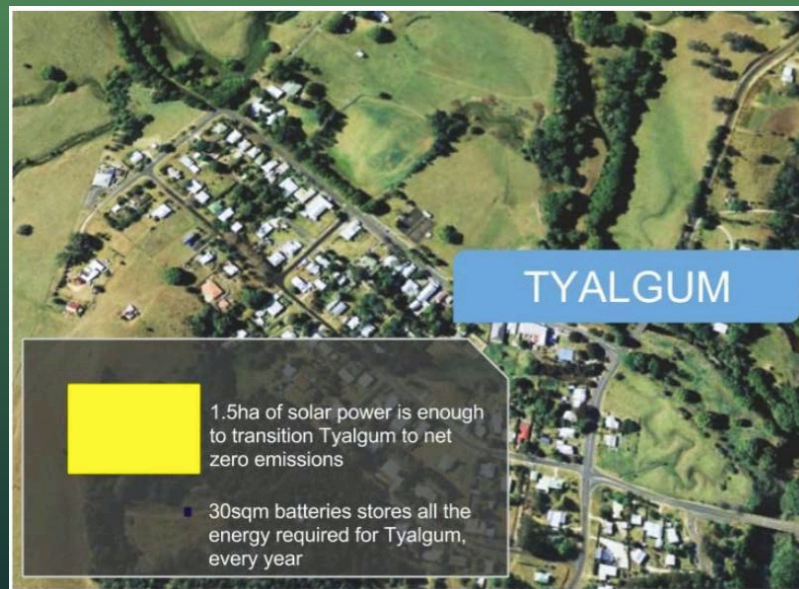 TYALGUM
1.5ha of solar power is enough
to transition Tyalgum to net
zero emissions
30sqm batteries stores all the
energy required for Tyalgum,
every year